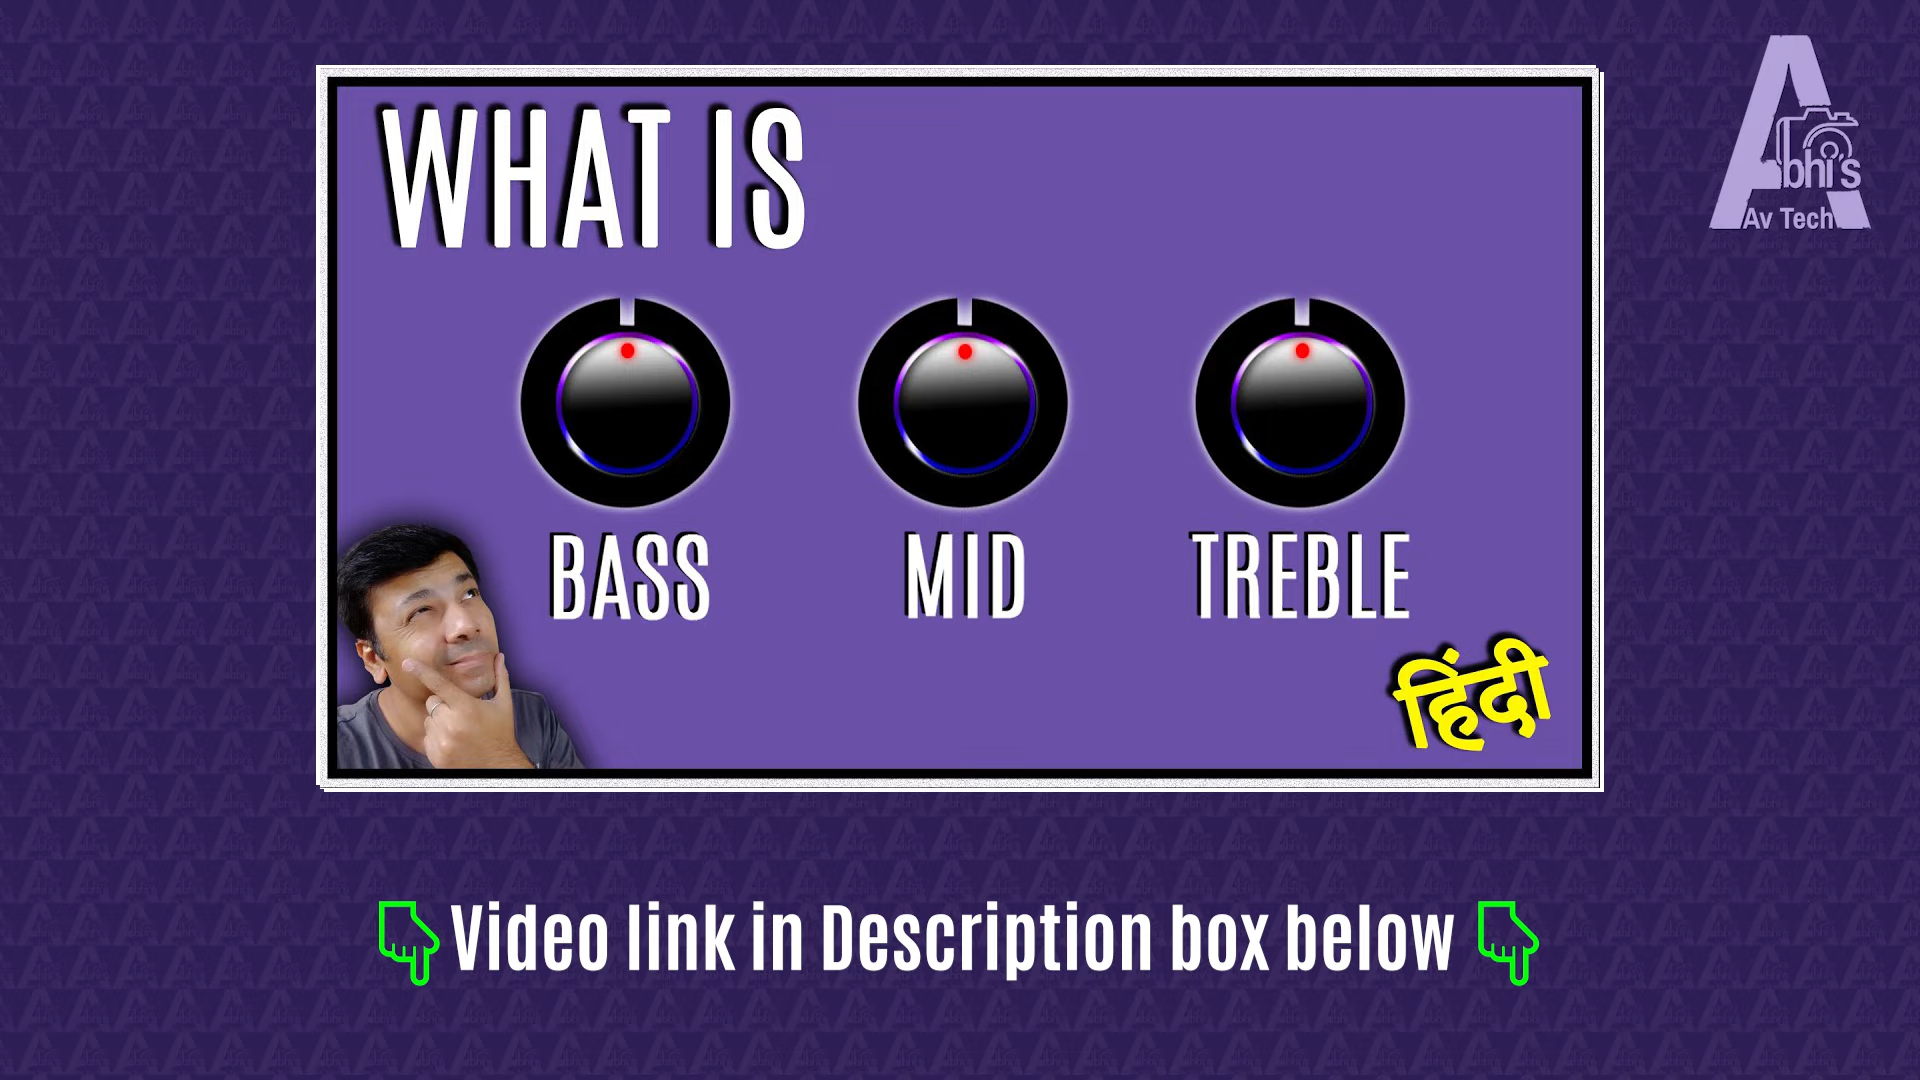 WHAT IS
BASS MID TREBLE
हिंदी
Abhi's
Av Tech
Video link in Description box below